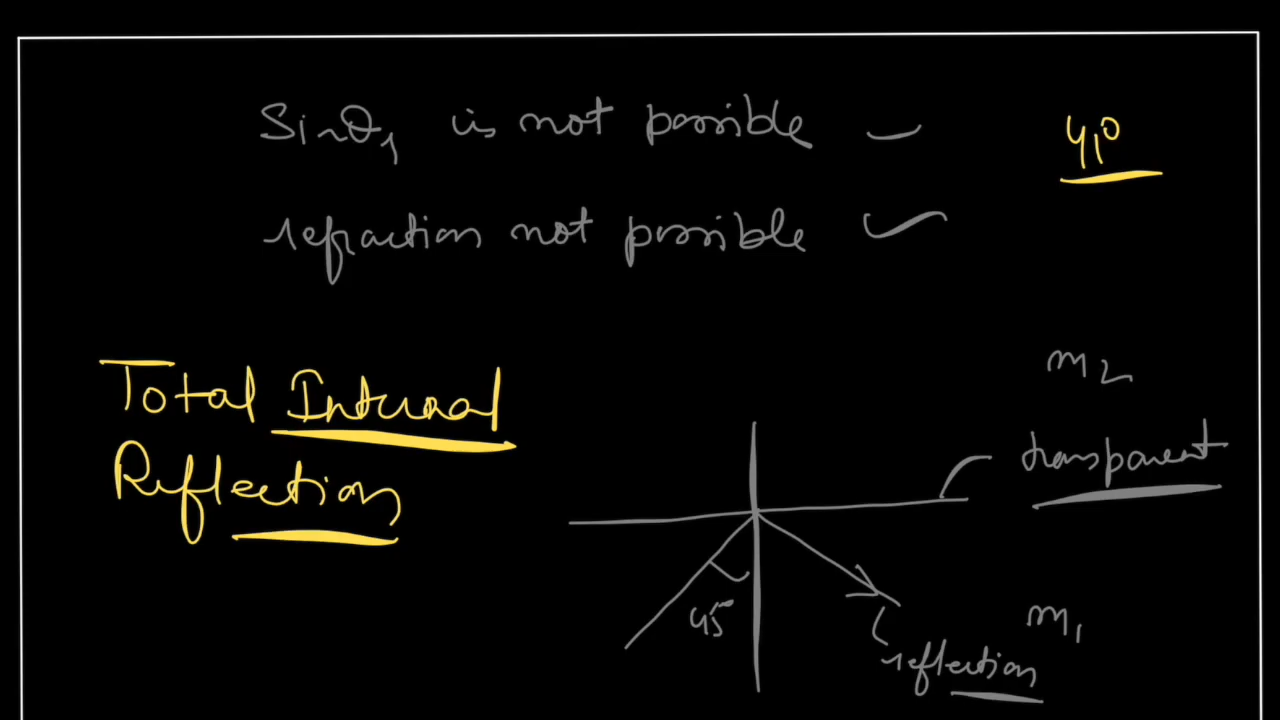 Sinθ1 is not possible
41°
refraction not possible
Total Internal
Reflection
m2
transparent
45°
m1
reflection